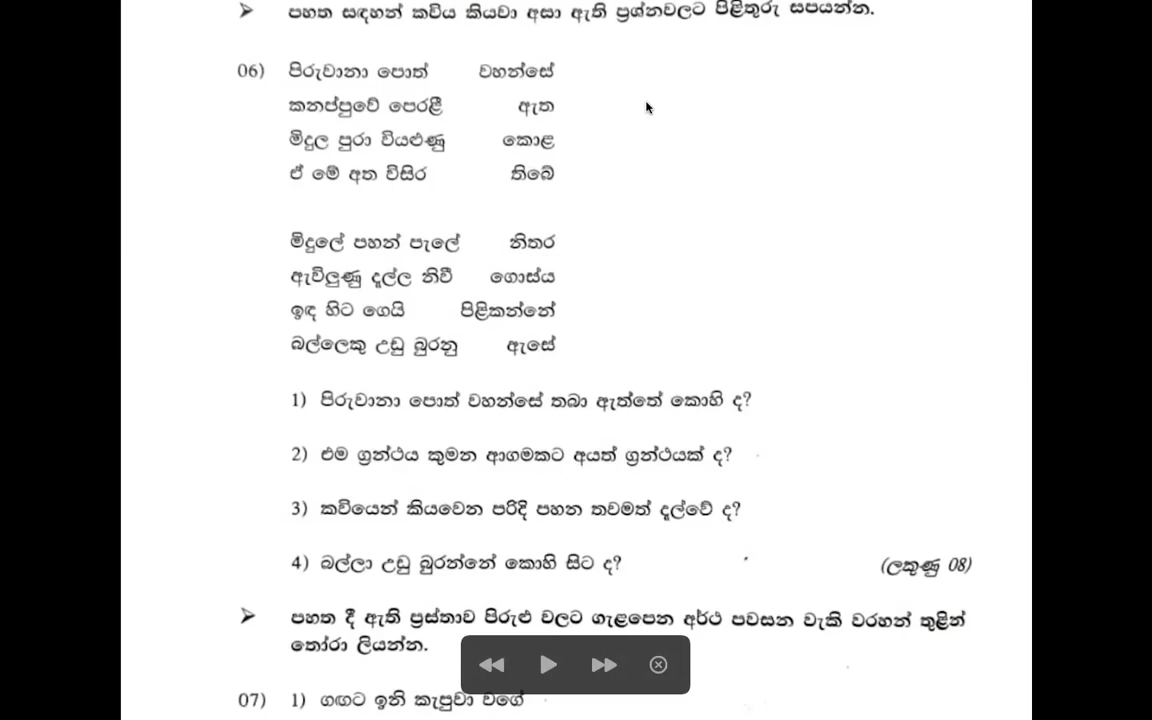 ➢ පහත සඳහන් කවිය කියවා අසා ඇති ප්‍රශ්නවලට පිළිතුරු සපයන්න.
06) පිරුවානා පොත් වහන්සේ
කනප්පුවේ පෙරළී ඇත
මිදුල පුරා වියළුණු කොළ
ඒ මේ අත විසිර තිබේ
මිදුලේ පහන් පැලේ නිතර
ඇවිලුණු දැල්ල නිවී ගොස්ය
ඉඳ හිට ගෙයි පිළිකන්නේ
බල්ලෙකු උඩු බුරනු ඇසේ
1) පිරුවානා පොත් වහන්සේ තබා ඇත්තේ කොහි ද?
2) එම ග්‍රන්ථය කුමන ආගමකට අයත් ග්‍රන්ථයක් ද?
3) කවියෙන් කියවෙන පරිදි පහන තවමත් දැල්වේ ද?
4) බල්ලා උඩු බුරන්නේ කොහි සිට ද? (ලකුණු 08)
➢ පහත දී ඇති ප්‍රස්තාව පිරුළු වලට ගැළපෙන අර්ථ පවසන වැකි වරහන් තුළින්
තෝරා ලියන්න.
07) 1) ගඟට ඉනි කැපුවා වගේ